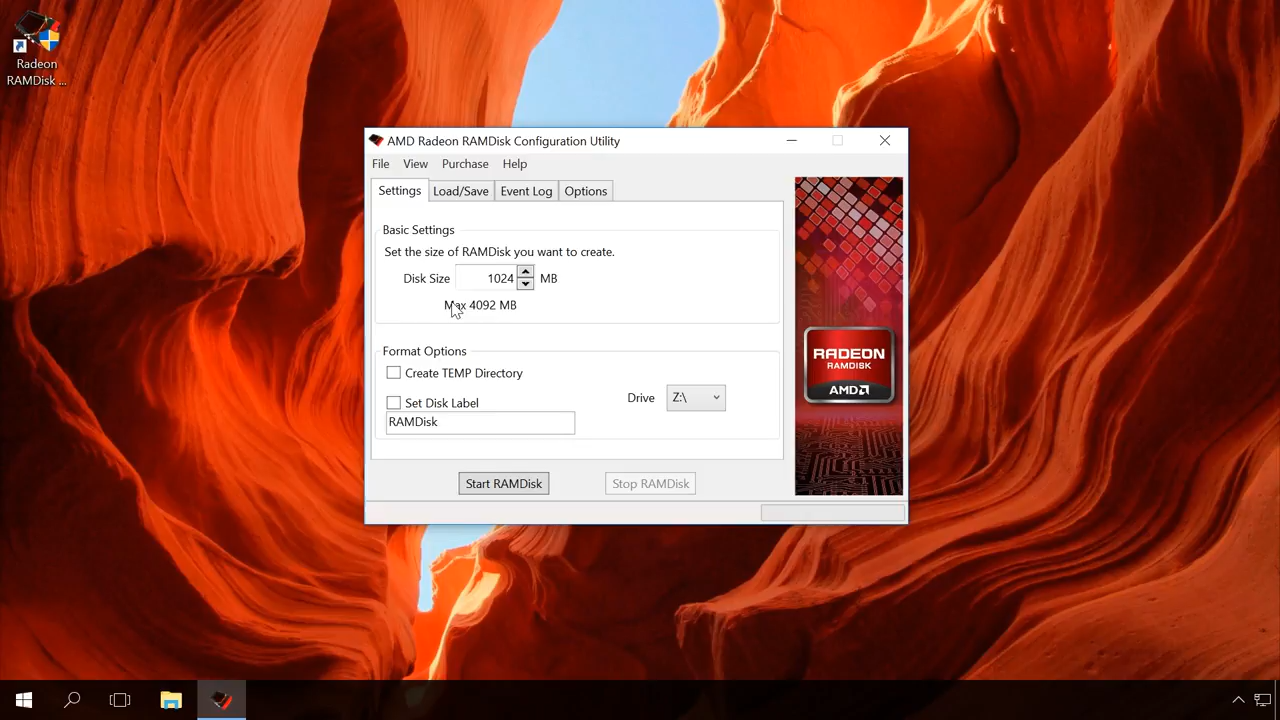 Radeon
RAMDisk ...
AMD Radeon RAMDisk Configuration Utility
File View Purchase Help
Settings Load/Save Event Log Options
Basic Settings
Set the size of RAMDisk you want to create.
Disk Size 1024 MB
Max 4092 MB
Format Options
Create TEMP Directory
Set Disk Label
RAMDisk
Drive Z:\
Start RAMDisk Stop RAMDisk
RADEON
RAMDISK
AMD